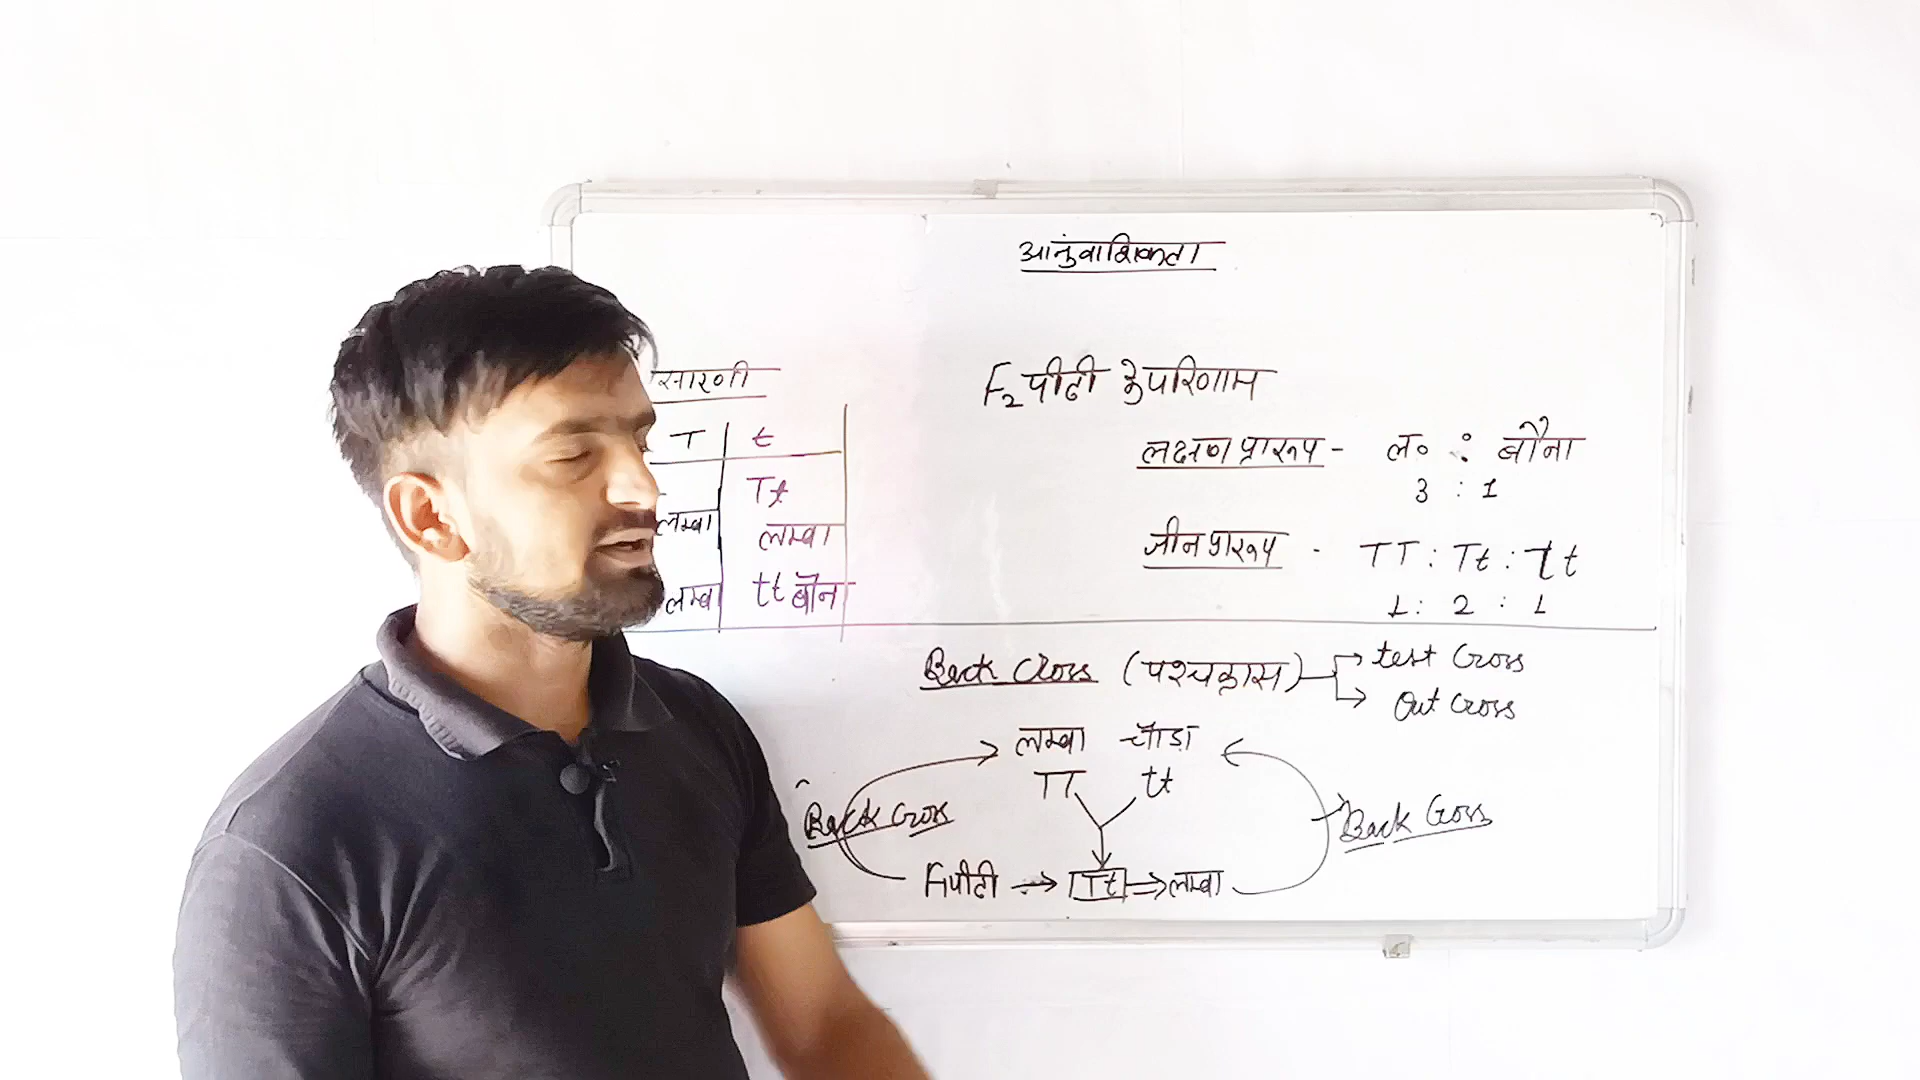 आनुंवाशिकता
सारणी
T t
Tt
लम्बा लम्बा
लम्बा tt बौना
F₂ पीढी के परिणाम
लक्षण प्रारूप - ल० : बौना
3 : 1
जीन प्रारूप - TT : Tt : tt
1 : 2 : 1
Back Cross (पश्चक्रास) → test Cross
→ Out Cross
लम्बा
TT tt
Back Cross Back Cross
F₁ पीढी → Tt ⇒ लम्बा